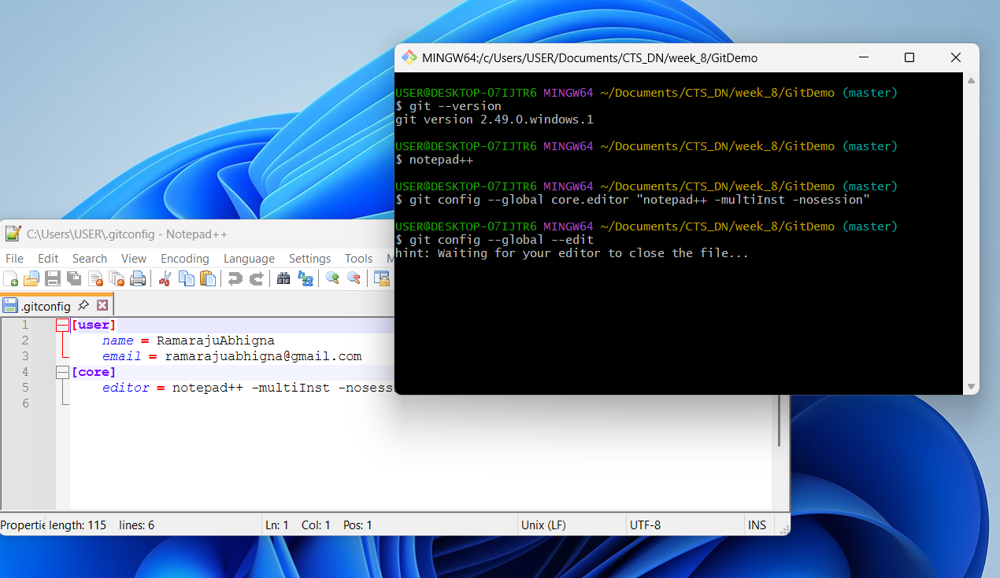 MINGW64:/c/Users/USER/Documents/CTS_DN/week_8/GitDemo
USER@DESKTOP-07IJTR6 MINGW64 ~/Documents/CTS_DN/week_8/GitDemo (master)
$ git --version
git version 2.49.0.windows.1
USER@DESKTOP-07IJTR6 MINGW64 ~/Documents/CTS_DN/week_8/GitDemo (master)
$ notepad++
USER@DESKTOP-07IJTR6 MINGW64 ~/Documents/CTS_DN/week_8/GitDemo (master)
$ git config --global core.editor "notepad++ -multiInst -nosession"
USER@DESKTOP-07IJTR6 MINGW64 ~/Documents/CTS_DN/week_8/GitDemo (master)
$ git config --global --edit
hint: Waiting for your editor to close the file...
C:\Users\USER\.gitconfig - Notepad++
File Edit Search View Encoding Language Settings Tools
.gitconfig
1 [user]
2 name = RamarajuAbhigna
3 email = ramarajuabhigna@gmail.com
4 [core]
5 editor = notepad++ -multiInst
6
length: 115 lines: 6 Ln: 1 Col: 1 Pos: 1 Unix (LF) UTF-8 INS